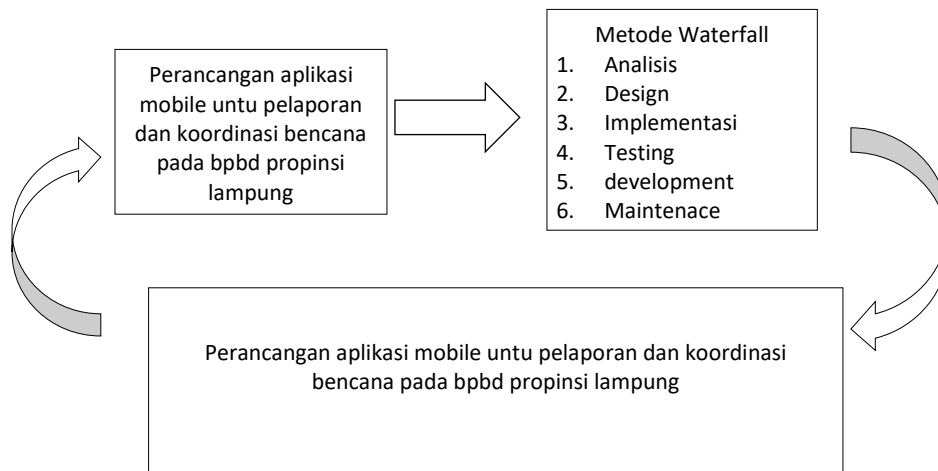 Perancangan aplikasi
mobile untu pelaporan
dan koordinasi bencana
pada bpbd propinsi
lampung
Metode Waterfall
1. Analisis
2. Design
3. Implementasi
4. Testing
5. development
6. Maintenace
Perancangan aplikasi mobile untu pelaporan dan koordinasi
bencana pada bpbd propinsi lampung